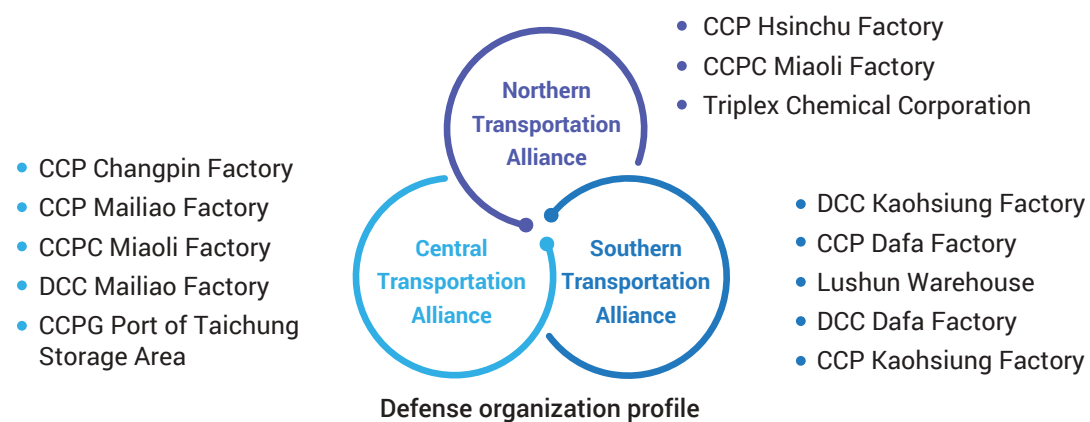 CCP Hsinchu Factory
CCPC Miaoli Factory
Triplex Chemical Corporation
Northern
Transportation
Alliance
CCP Changpin Factory
CCP Mailiao Factory
CCPC Miaoli Factory
DCC Mailiao Factory
CCPG Port of Taichung
Storage Area
Central
Transportation
Alliance
Southern
Transportation
Alliance
DCC Kaohsiung Factory
CCP Dafa Factory
Lushun Warehouse
DCC Dafa Factory
CCP Kaohsiung Factory
Defense organization profile